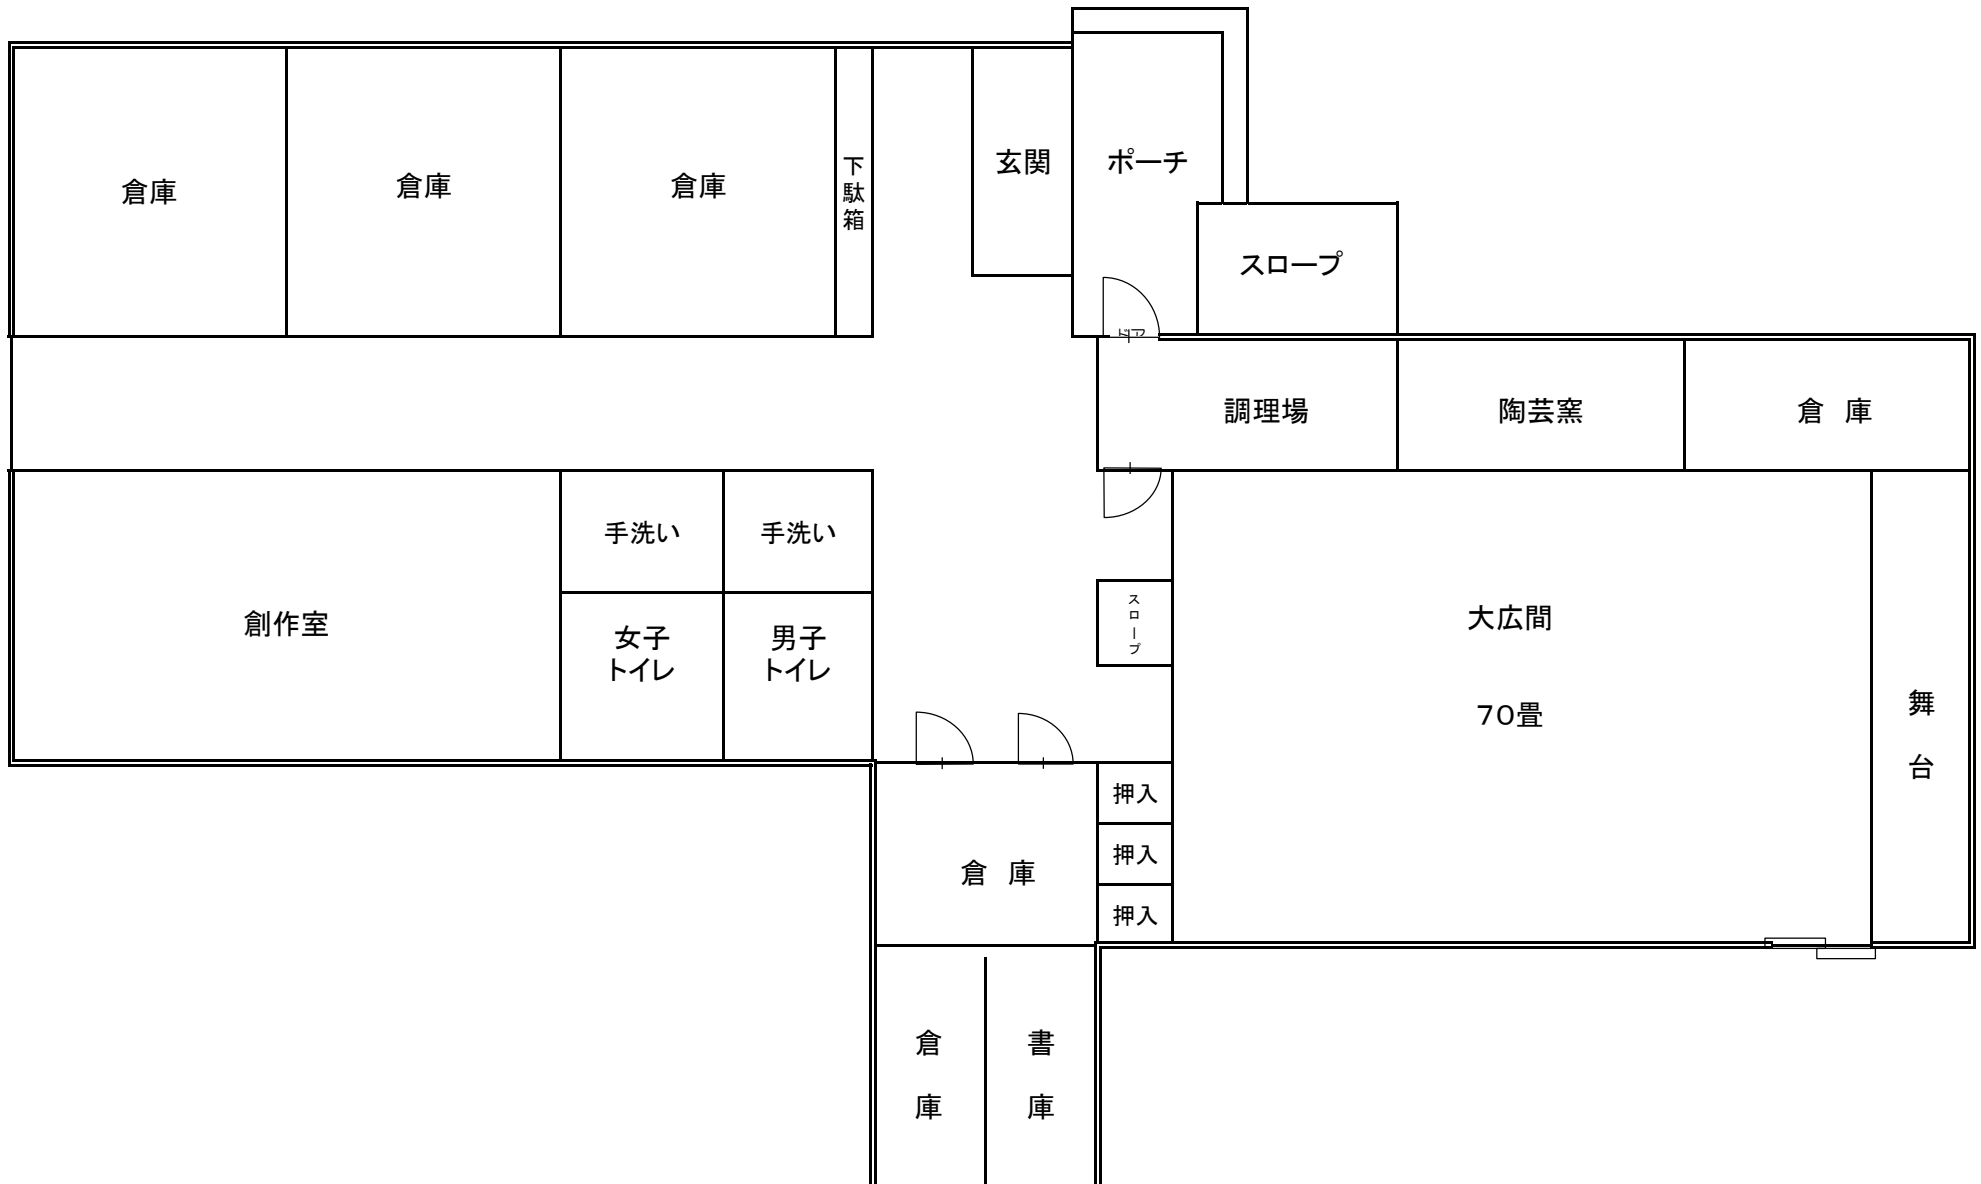 倉庫
倉庫
倉庫
下駄箱
玄関
ポーチ
スロープ
ドア
調理場
陶芸窯
倉 庫
創作室
手洗い
手洗い
女子
トイレ
男子
トイレ
スロープ
大広間
70畳
舞台
押入
押入
押入
倉 庫
倉庫
書庫